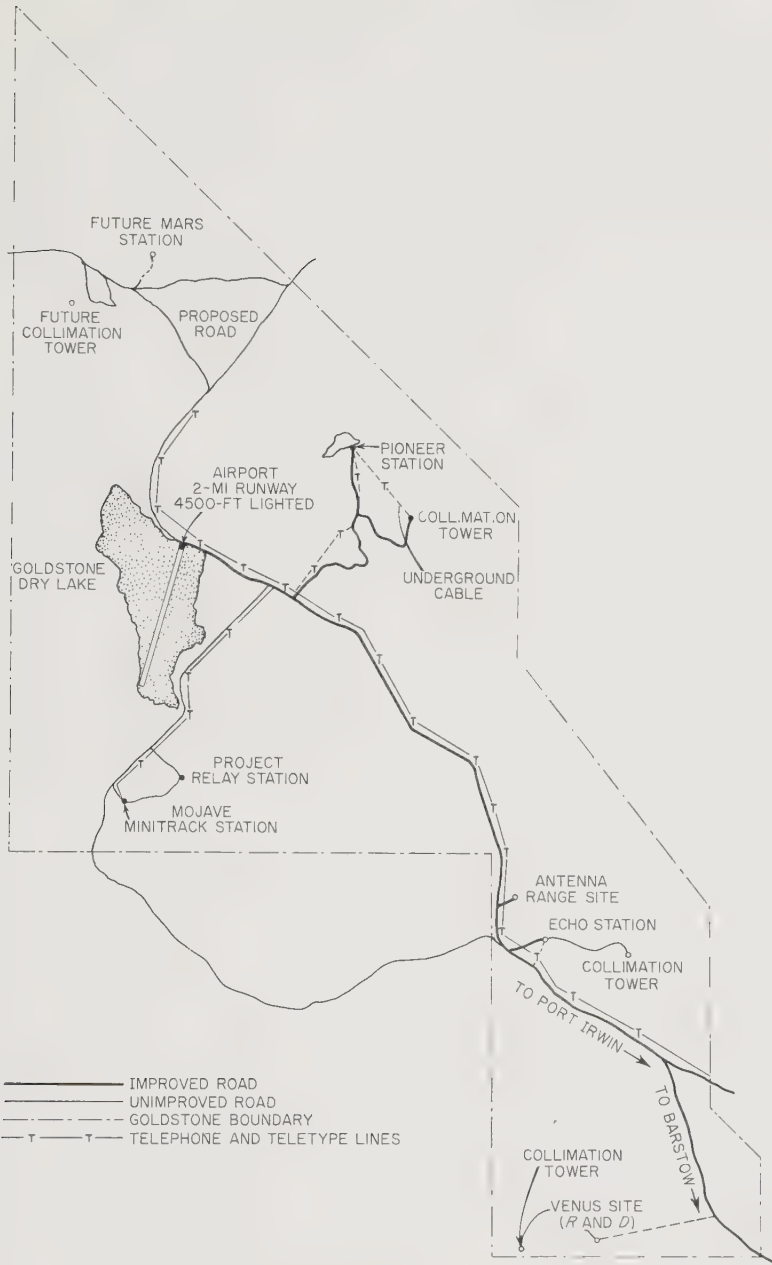 FUTURE MARS
STATION
FUTURE
COLLIMATION
TOWER
PROPOSED
ROAD
T
T
T
AIRPORT
2-MI RUNWAY
4500-FT LIGHTED
PIONEER
STATION
T
T
COLL.MAT.ON
TOWER
T
T
UNDERGROUND
CABLE
GOLDSTONE
DRY LAKE
T
T
T
T
T
T
T
T
T
T
T
PROJECT
RELAY STATION
MOJAVE
MINITRACK STATION
T
T
ANTENNA
RANGE SITE
T
ECHO STATION
T
COLLIMATION
TOWER
T
T
TO PORT IRWIN
TO BARSTOW
IMPROVED ROAD
UNIMPROVED ROAD
GOLDSTONE BOUNDARY
T T TELEPHONE AND TELETYPE LINES
COLLIMATION
TOWER
VENUS SITE
(R AND D)